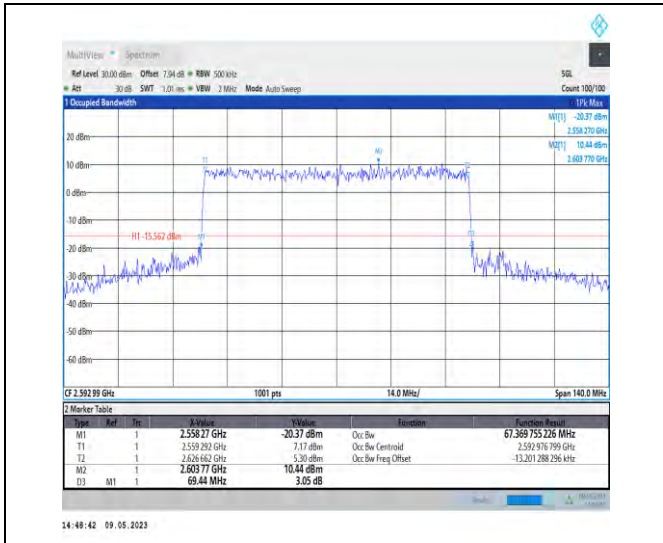 MultiView Spectrum
Ref Level 30.00 dBm Offset 7.94 dB RBW 500 kHz SGL
Att 30 dB SWT 1.01 ms VBW 2 MHz Mode Auto Sweep Count 100/100
1 Occupied Bandwidth 1Pk Max
M1[1] -20.37 dBm
2.558 270 GHz
M2[1] 10.44 dBm
2.603 770 GHz
20 dBm
10 dBm
0 dBm
-10 dBm
H1 -15.562 dBm
-20 dBm
-30 dBm
-40 dBm
-50 dBm
-60 dBm
T1
M2
CF 2.592 99 GHz 1001 pts 14.0 MHz/ Span 140.0 MHz
2 Marker Table
Type Ref Trc X-Value Y-Value Function Function Result
M1 1 2.558 27 GHz -20.37 dBm Occ Bw 67.369 755 226 MHz
T1 1 2.559 292 GHz 7.17 dBm Occ Bw Centroid 2.592 976 799 GHz
T2 1 2.626 662 GHz 5.30 dBm Occ Bw Freq Offset -13.201 288 296 kHz
M2 1 2.603 77 GHz 10.44 dBm
D3 M1 1 69.44 MHz 3.05 dB
14:48:42 09.05.2023